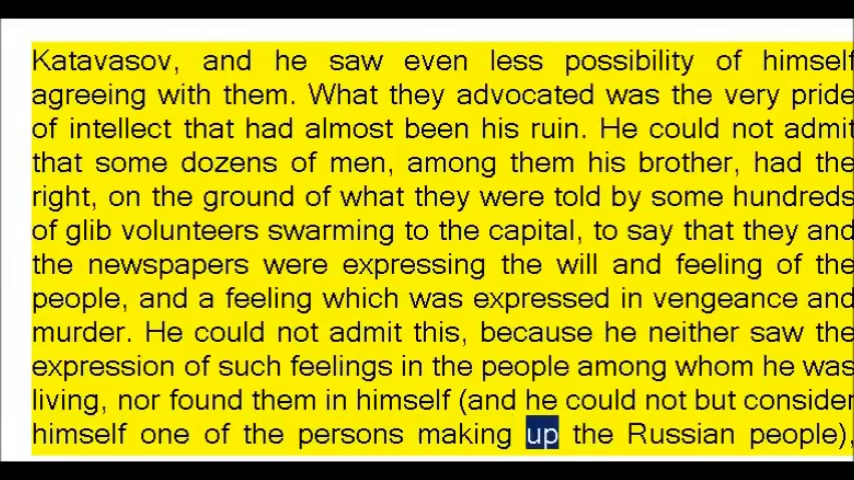 Katavasov, and he saw even less possibility of himself
agreeing with them. What they advocated was the very pride
of intellect that had almost been his ruin. He could not admit
that some dozens of men, among them his brother, had the
right, on the ground of what they were told by some hundreds
of glib volunteers swarming to the capital, to say that they and
the newspapers were expressing the will and feeling of the
people, and a feeling which was expressed in vengeance and
murder. He could not admit this, because he neither saw the
expression of such feelings in the people among whom he was
living, nor found them in himself (and he could not but consider
himself one of the persons making up the Russian people),